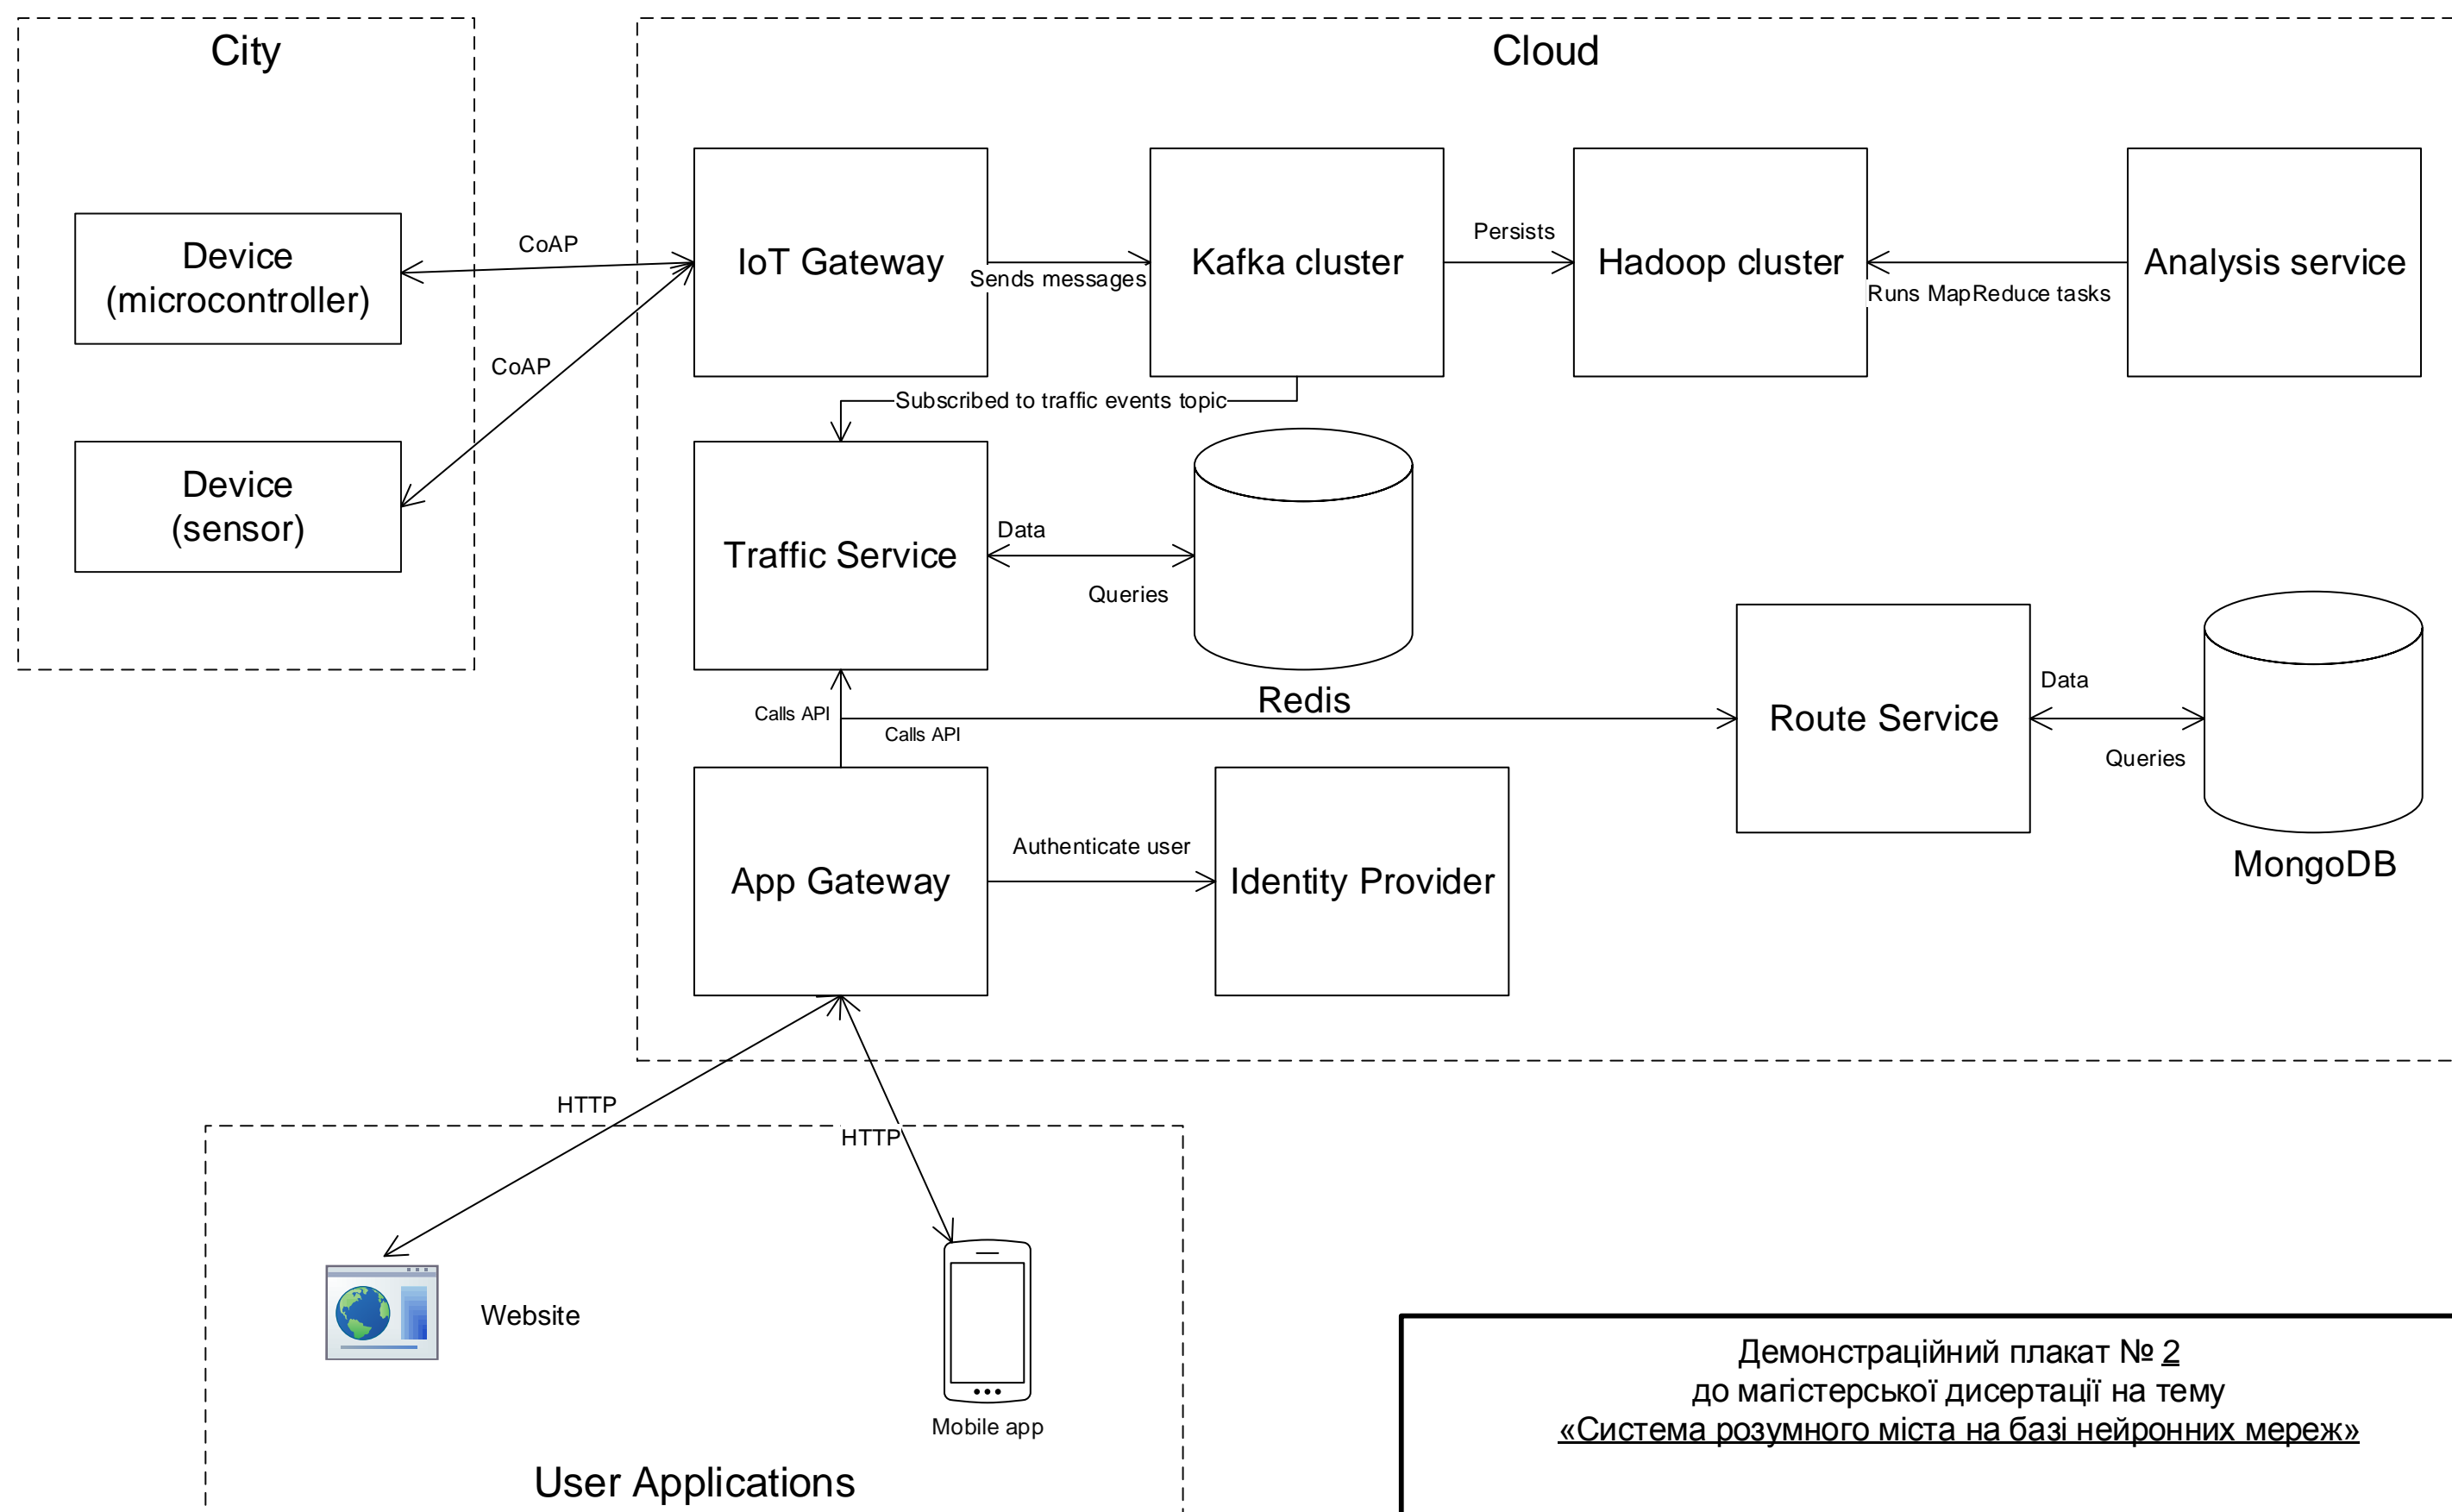 City
Cloud
Device
(microcontroller)
CoAP
IoT Gateway
Sends messages
Kafka cluster
Persists
Hadoop cluster
Runs MapReduce tasks
Analysis service
CoAP
Subscribed to traffic events topic
Device
(sensor)
Traffic Service
Data
Queries
Redis
Calls API
Calls API
Route Service
Data
Queries
MongoDB
App Gateway
Authenticate user
Identity Provider
HTTP
HTTP
Website
Mobile app
User Applications
Демонстраційний плакат № 2
до магістерської дисертації на тему
«Система розумного міста на базі нейронних мереж»